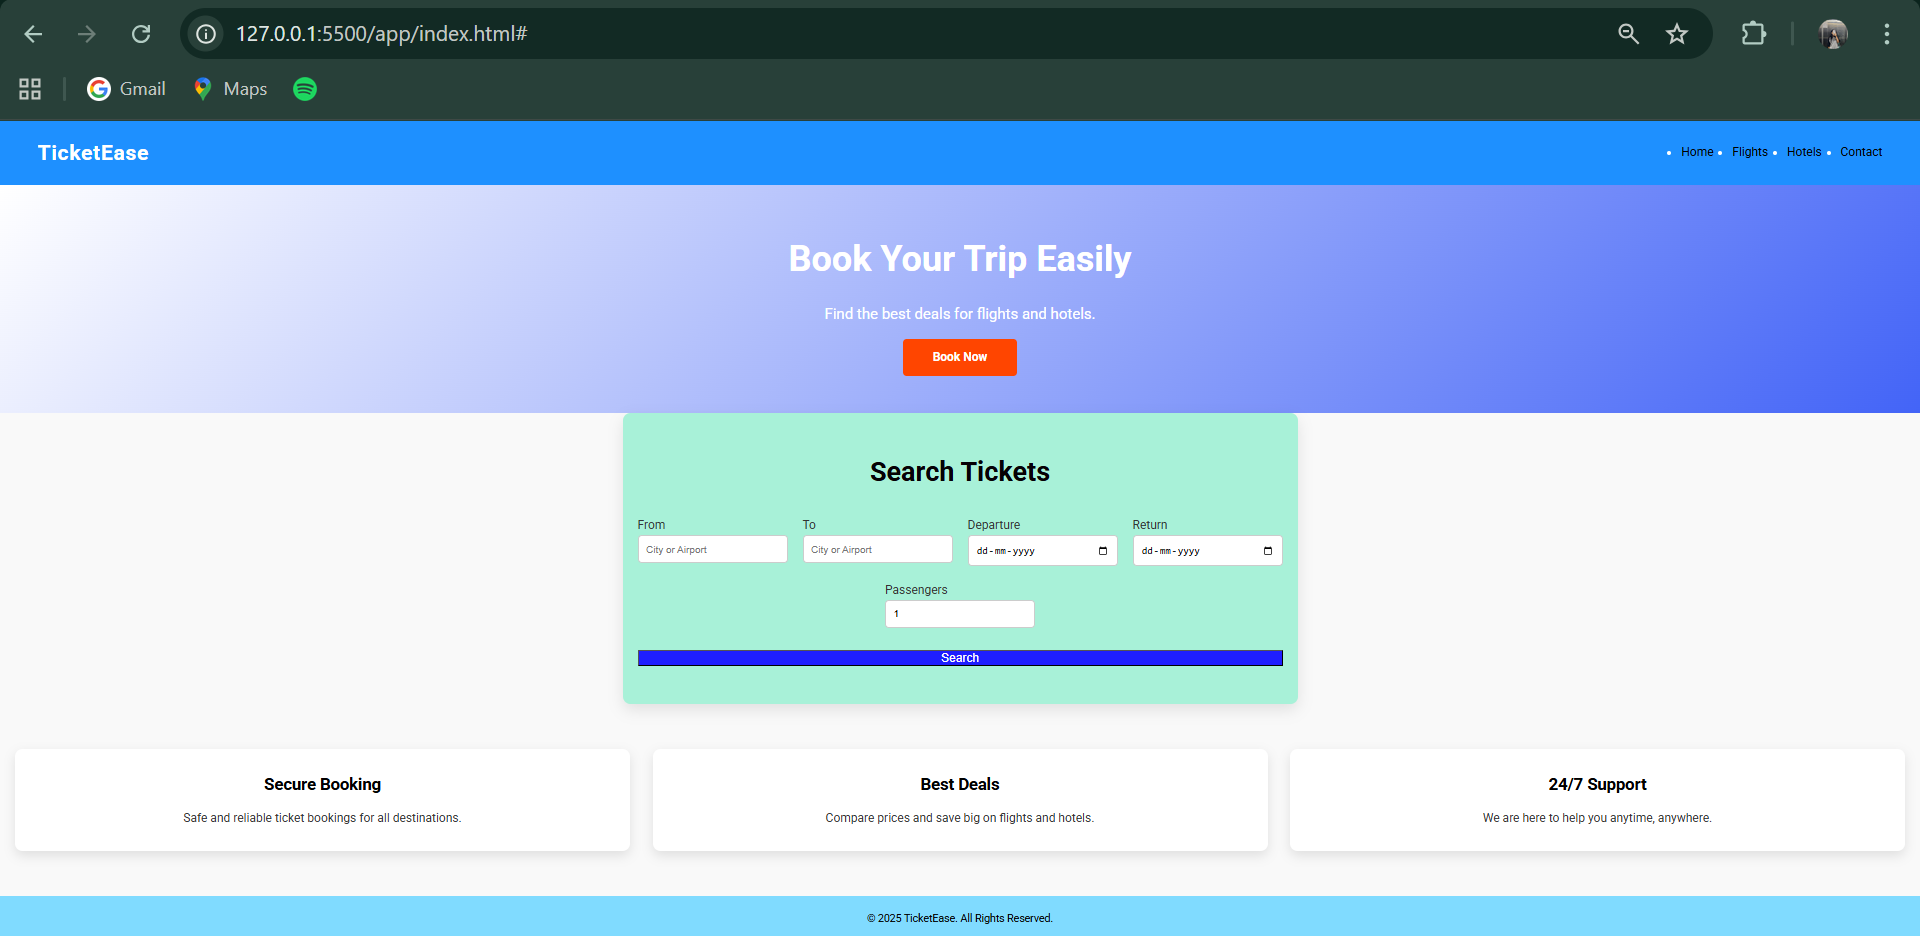 127.0.0.1:5500/app/index.html#
Gmail Maps
TicketEase
• Home • Flights • Hotels • Contact
Book Your Trip Easily
Find the best deals for flights and hotels.
Book Now
Search Tickets
From To Departure Return
City or Airport City or Airport dd-mm-yyyy dd-mm-yyyy
Passengers
1
Search
Secure Booking Best Deals 24/7 Support
Safe and reliable ticket bookings for all destinations. Compare prices and save big on flights and hotels. We are here to help you anytime, anywhere.
© 2025 TicketEase. All Rights Reserved.